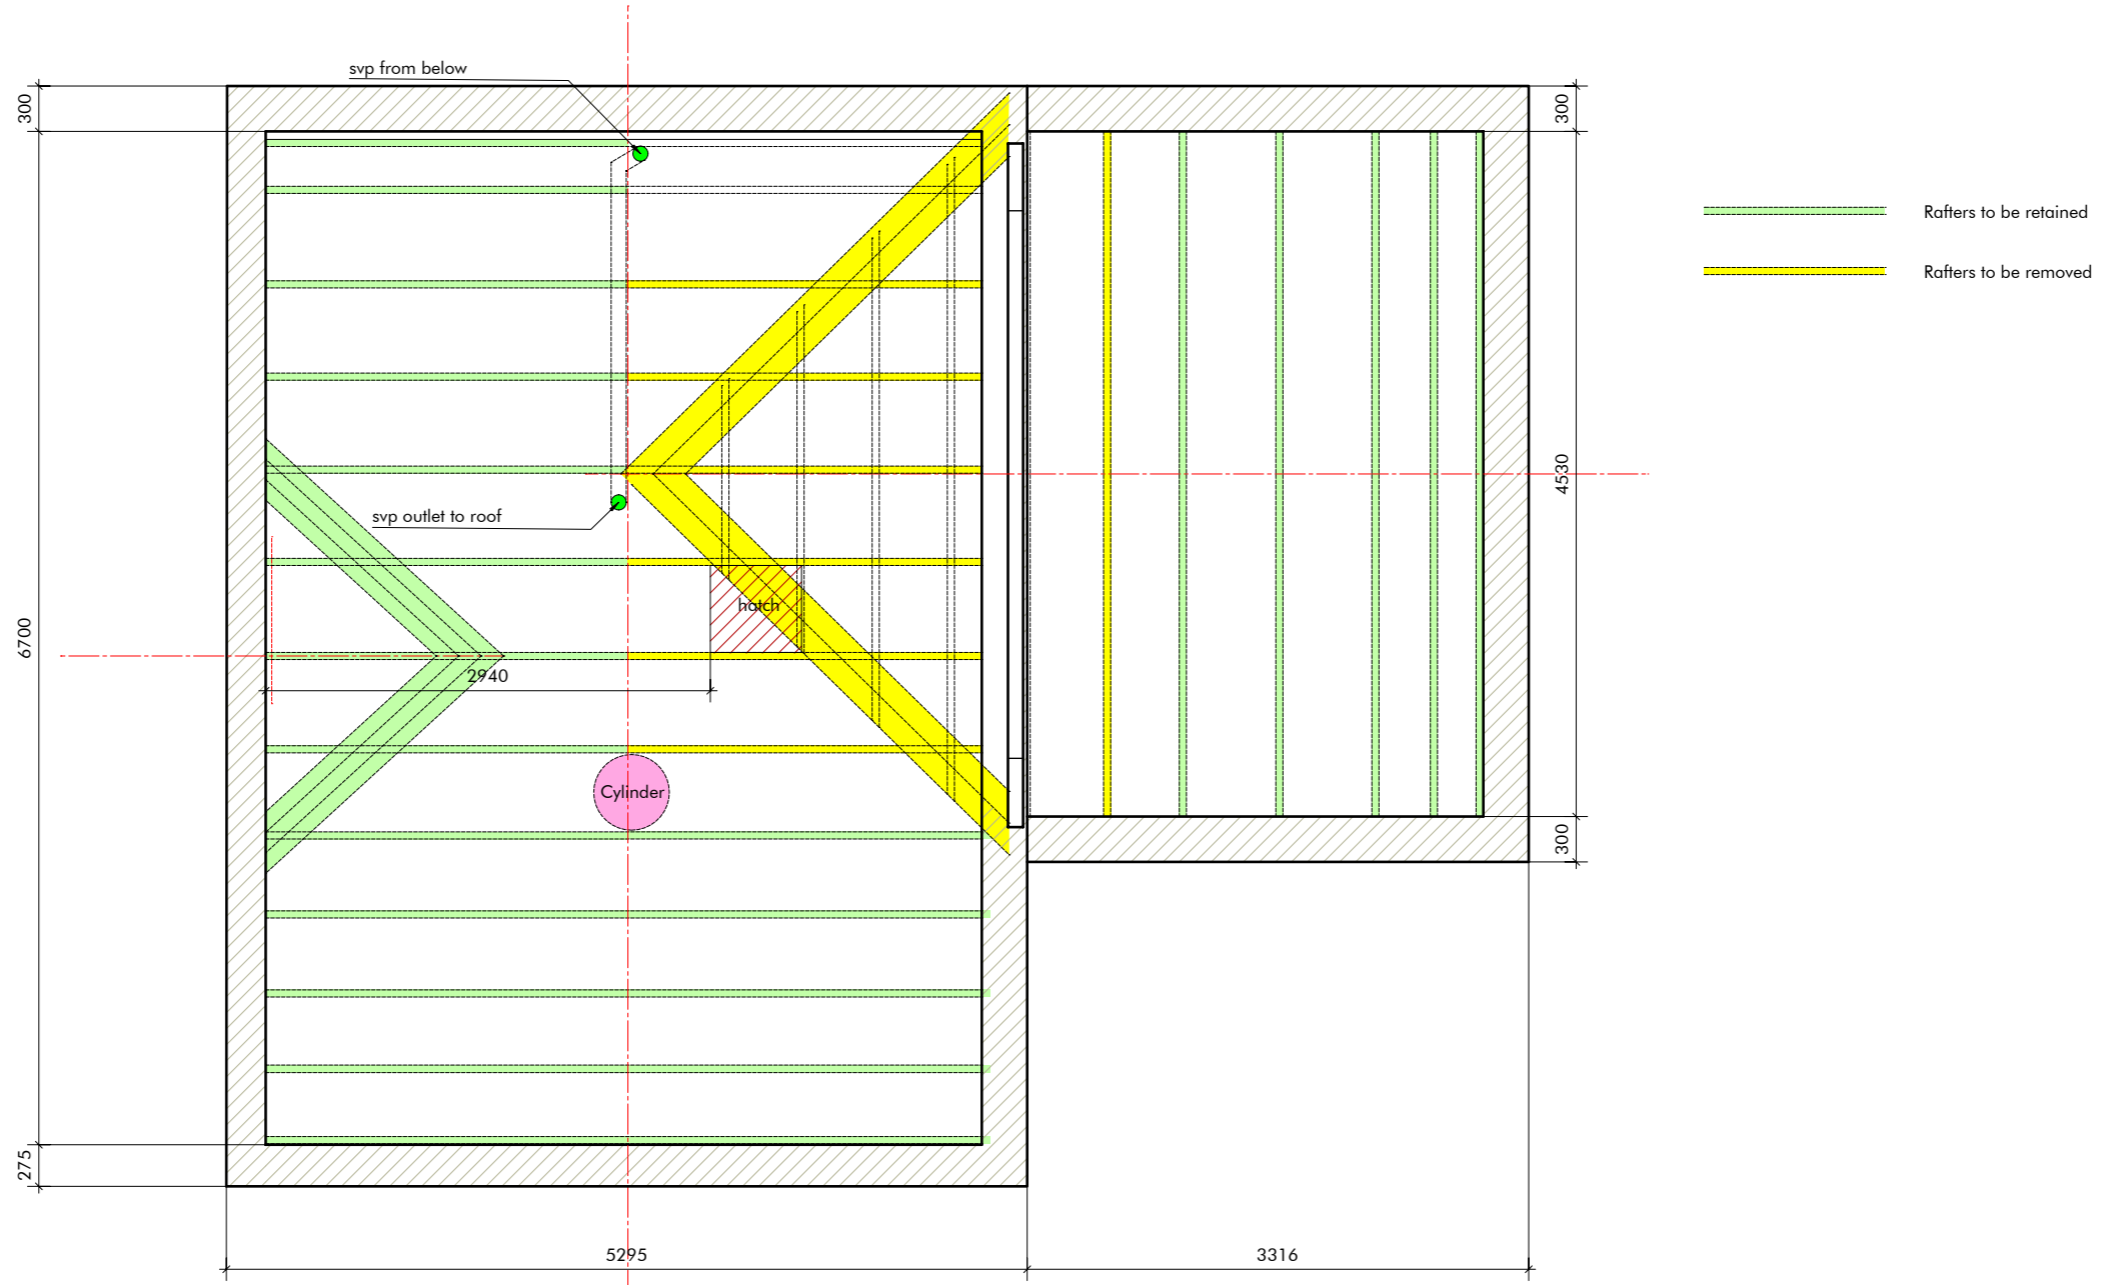 svp from below
300
300
Rafters to be retained
Rafters to be removed
4530
svp outlet to roof
hatch
6700
2940
Cylinder
300
275
5295
3316